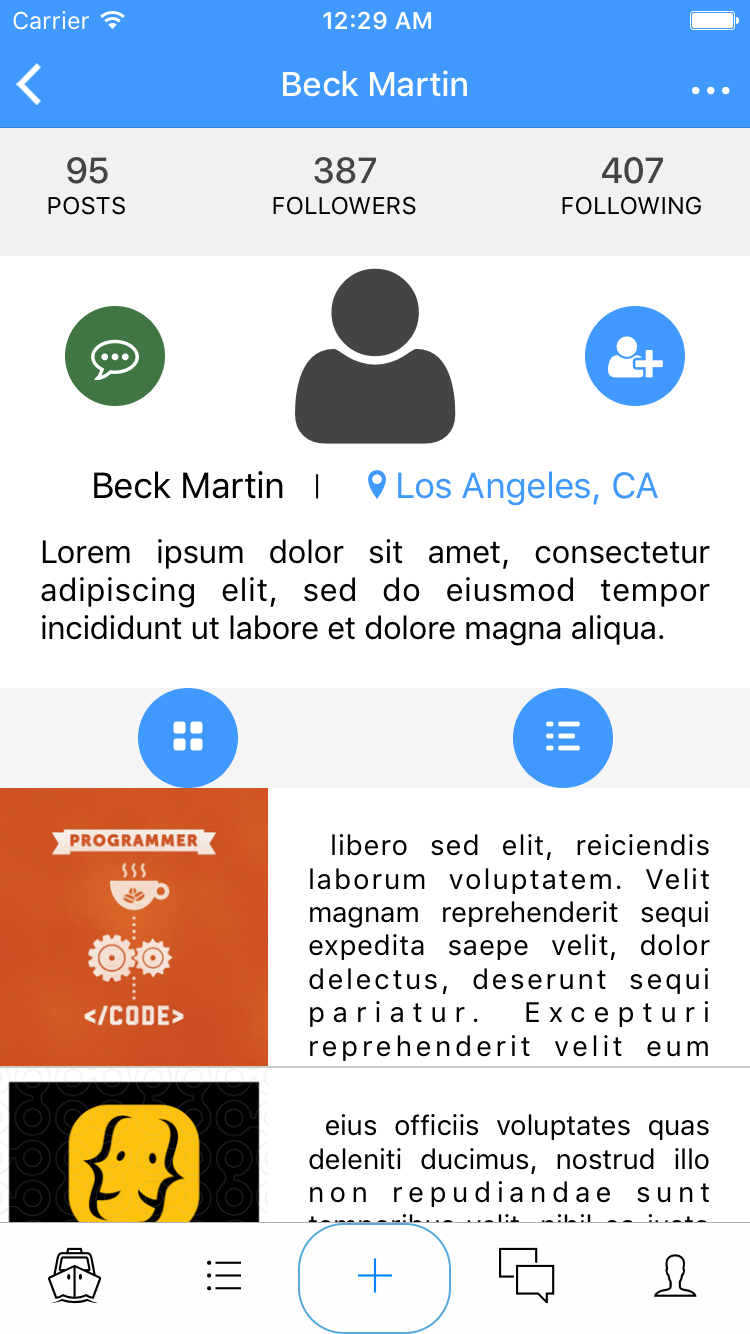 Carrier 12:29 AM
Beck Martin
95 387 407
POSTS FOLLOWERS FOLLOWING
Beck Martin | Los Angeles, CA
Lorem ipsum dolor sit amet, consectetur
adipiscing elit, sed do eiusmod tempor
incididunt ut labore et dolore magna aliqua.
PROGRAMMER
</CODE>
libero sed elit, reiciendis
laborum voluptatem. Velit
magnam reprehenderit sequi
expedita saepe velit, dolor
delectus, deserunt sequi
pariatur. Excepturi
reprehenderit velit eum
eius officiis voluptates quas
deleniti ducimus, nostrud illo
non repudiandae sunt